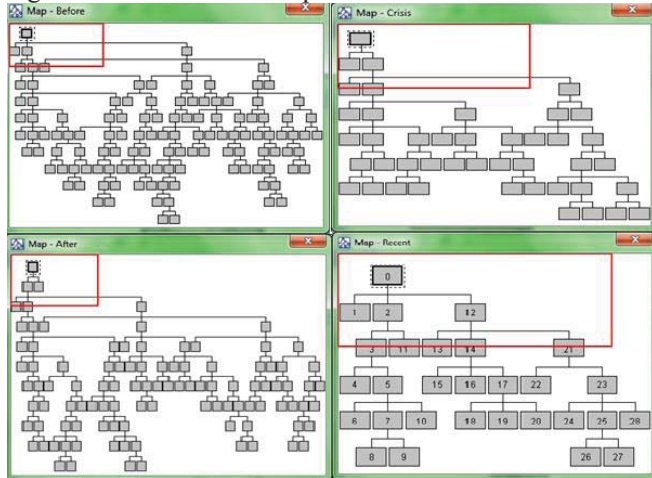 Map - Before
Map - Crisis
Map - After
Map - Recent
0
1 2 12
3 11 13 14 21
4 5 15 16 17 22 23
6 7 10 18 19 20 24 25 28
8 9 26 27